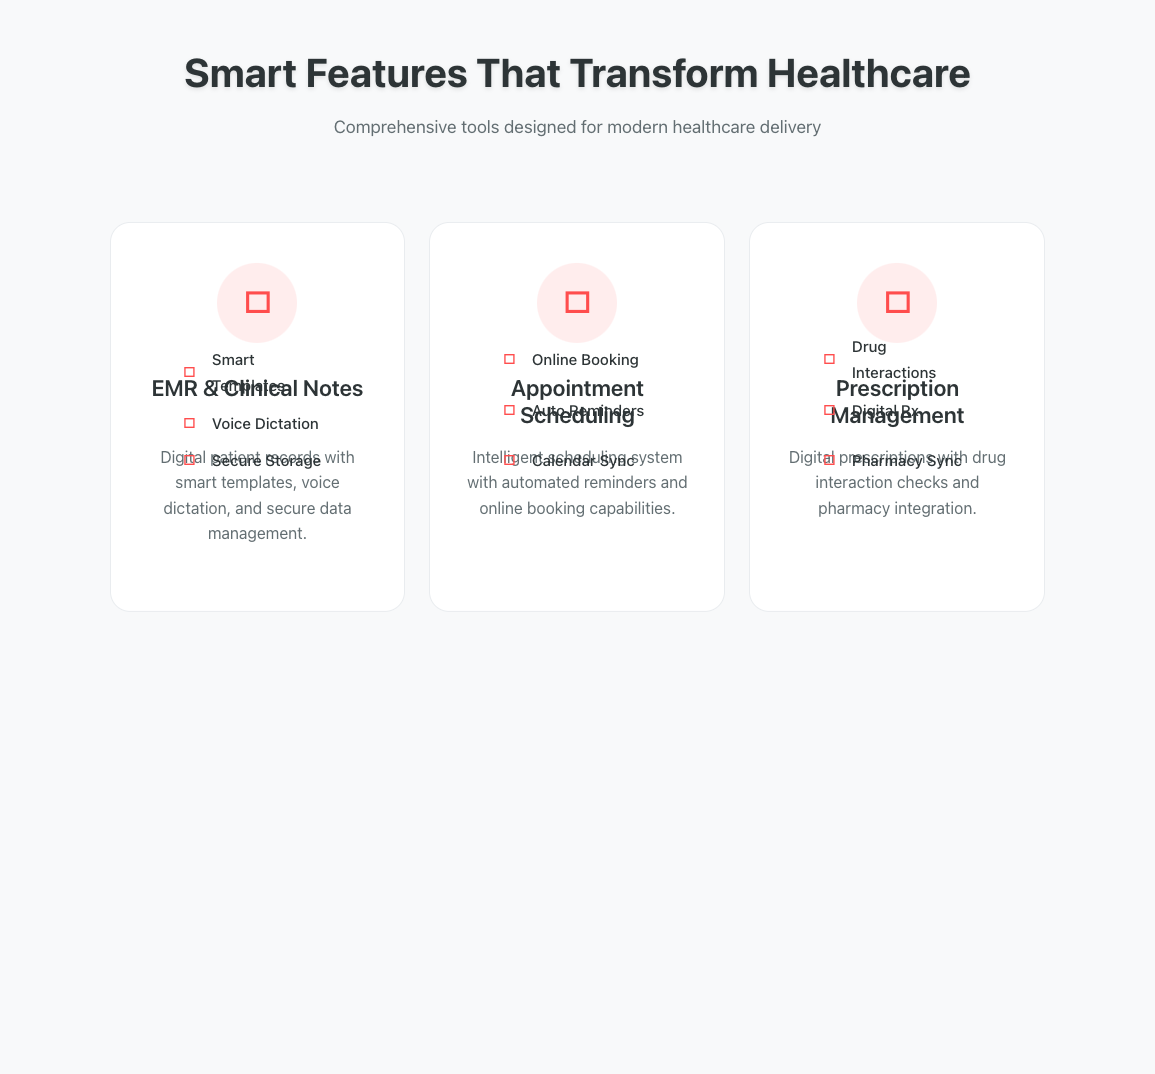 Smart Features That Transform Healthcare
Comprehensive tools designed for modern healthcare delivery
EMR & Clinical Notes
Digital patient records with
smart templates, voice
dictation, and secure data
management.
Smart
Templates
Voice Dictation
Secure Storage
Appointment
Scheduling
Intelligent scheduling system
with automated reminders and
online booking capabilities.
Online Booking
Auto Reminders
Calendar Sync
Prescription
Management
Digital prescriptions with drug
interaction checks and
pharmacy integration.
Drug
Interactions
Digital Rx
Pharmacy Sync